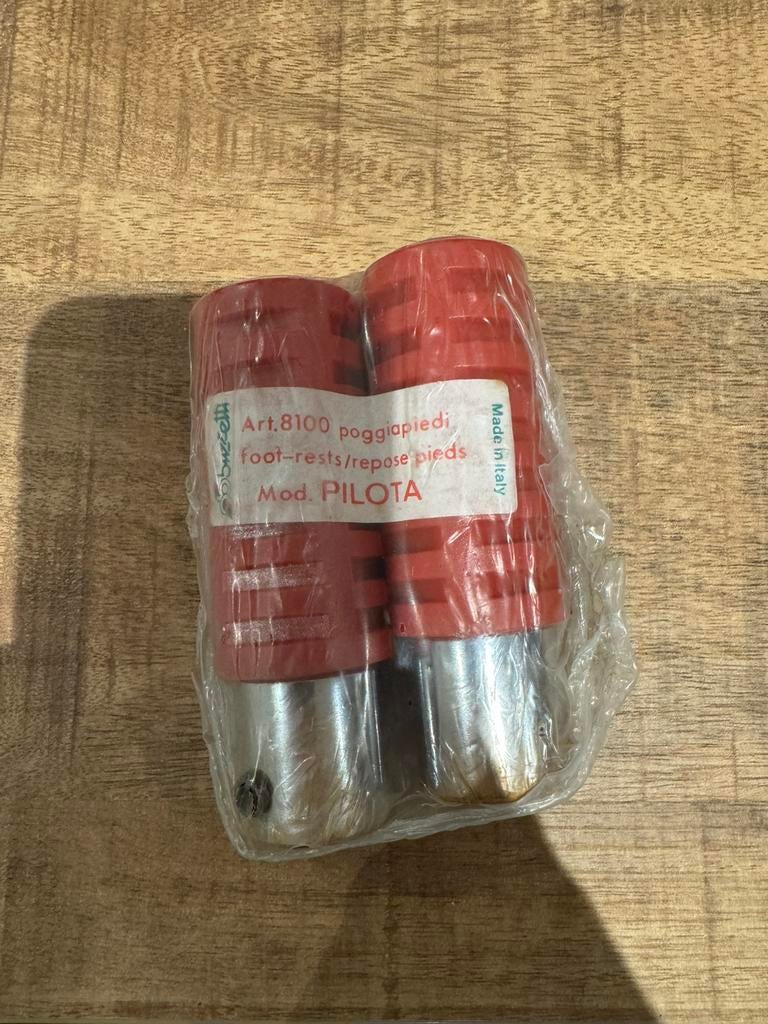 Art.8100 poggiapiedi
foot-rests/repose pieds
Mod. PILOTA
Made in Italy